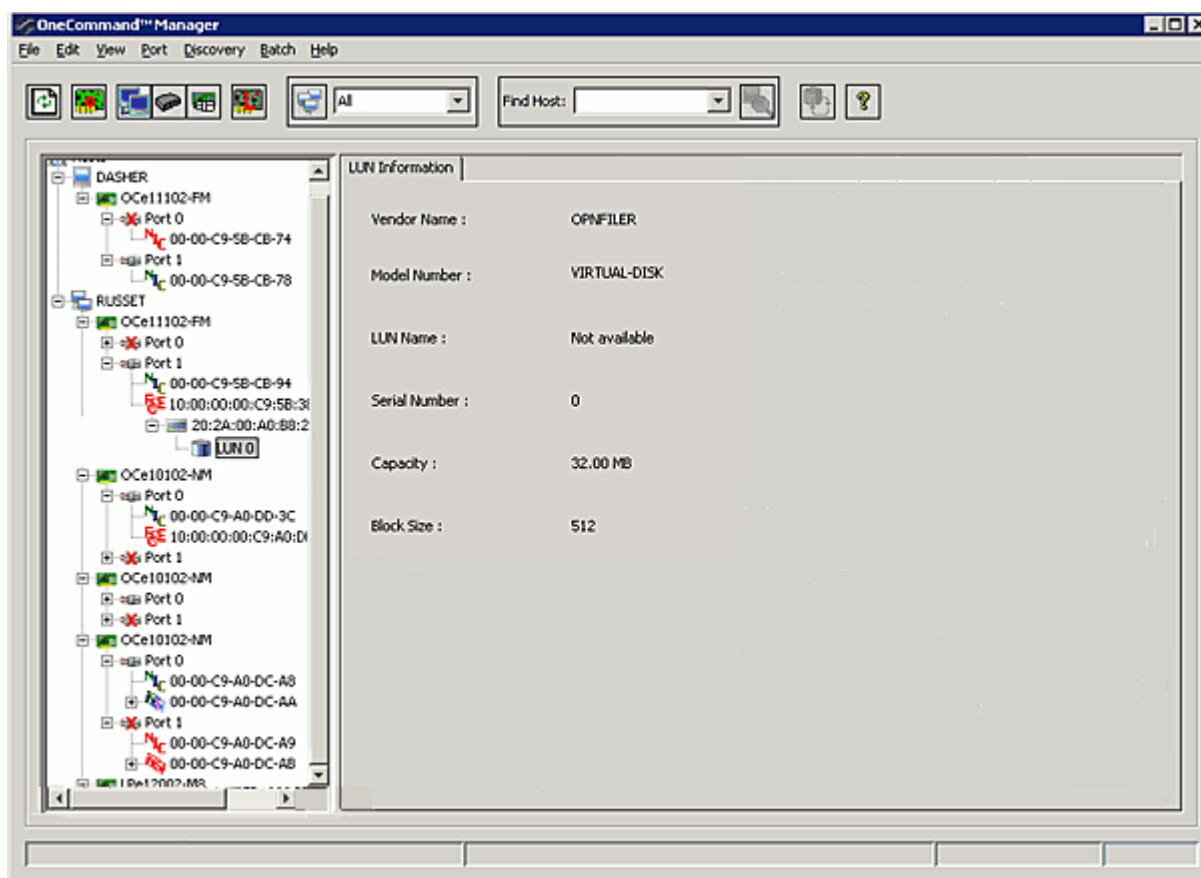 OneCommand™ Manager
File Edit View Port Discovery Batch Help
All
Find Host:
DASHER
OCe11102-FM
Port 0
00-00-C9-5B-CB-74
Port 1
00-00-C9-5B-CB-78
RUSSET
OCe11102-FM
Port 0
Port 1
00-00-C9-5B-CB-94
10:00:00:00:C9:5B:3
20:2A:00:A0:B8:2
LUN 0
OCe10102-NM
Port 0
00-00-C9-A0-DD-3C
10:00:00:00:C9:A0:D
Port 1
OCe10102-NM
Port 0
Port 1
OCe10102-NM
Port 0
00-00-C9-A0-DC-A8
00-00-C9-A0-DC-AA
Port 1
00-00-C9-A0-DC-A9
00-00-C9-A0-DC-AB
LPe12002-M8
LUN Information
Vendor Name : OPNFILER
Model Number : VIRTUAL-DISK
LUN Name : Not available
Serial Number : 0
Capacity : 32.00 MB
Block Size : 512